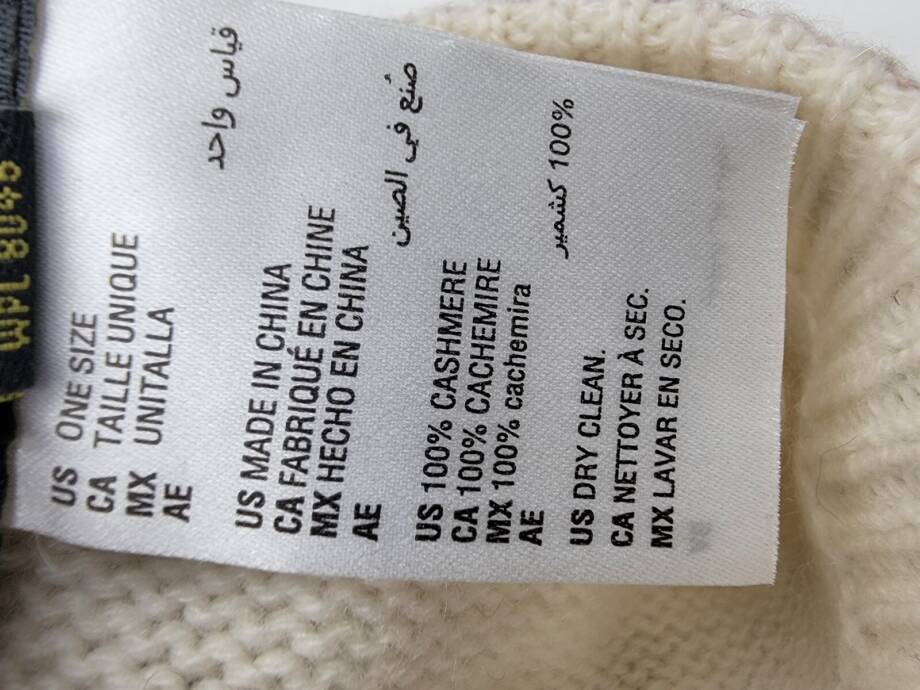 WPL 8046
US ONE SIZE
CA TAILLE UNIQUE
MX UNITALLA
AE قياس واحد
US MADE IN CHINA
CA FABRIQUÉ EN CHINE
MX HECHO EN CHINA
AE صُنع في الصين
US 100% CASHMERE
CA 100% CACHEMIRE
MX 100% cachemira
AE 100% كشمير
US DRY CLEAN.
CA NETTOYER À SEC.
MX LAVAR EN SECO.